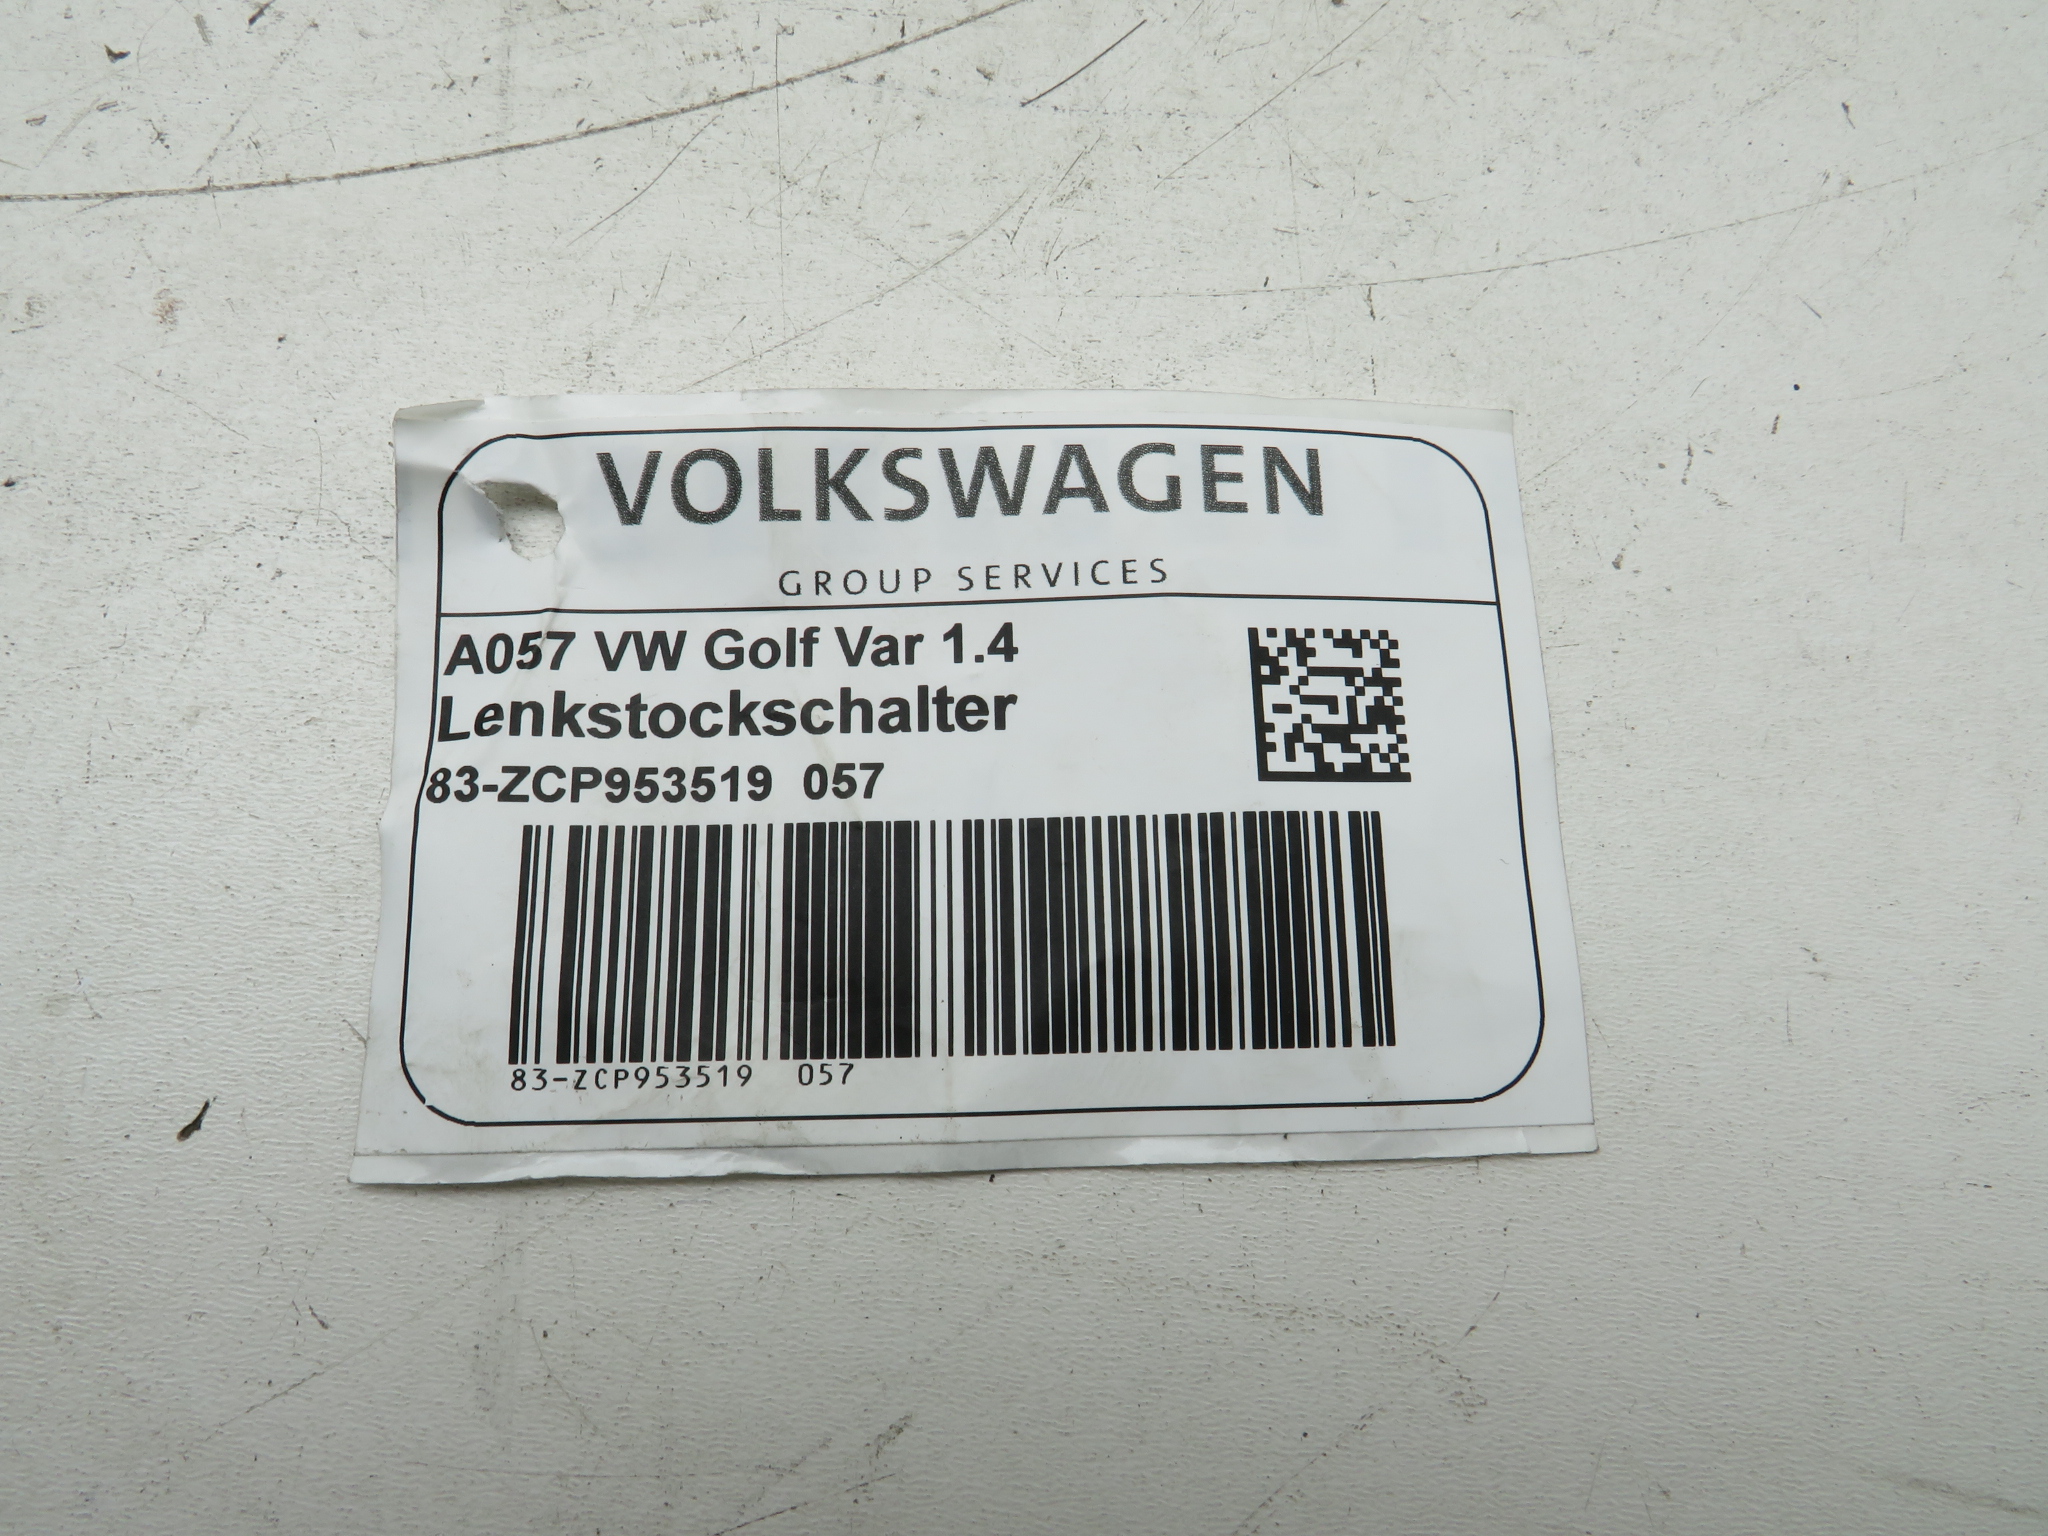 VOLKSWAGEN
GROUP SERVICES
A057 VW Golf Var 1.4
Lenkstockschalter
83-ZCP953519 057
83-ZCP953519 057